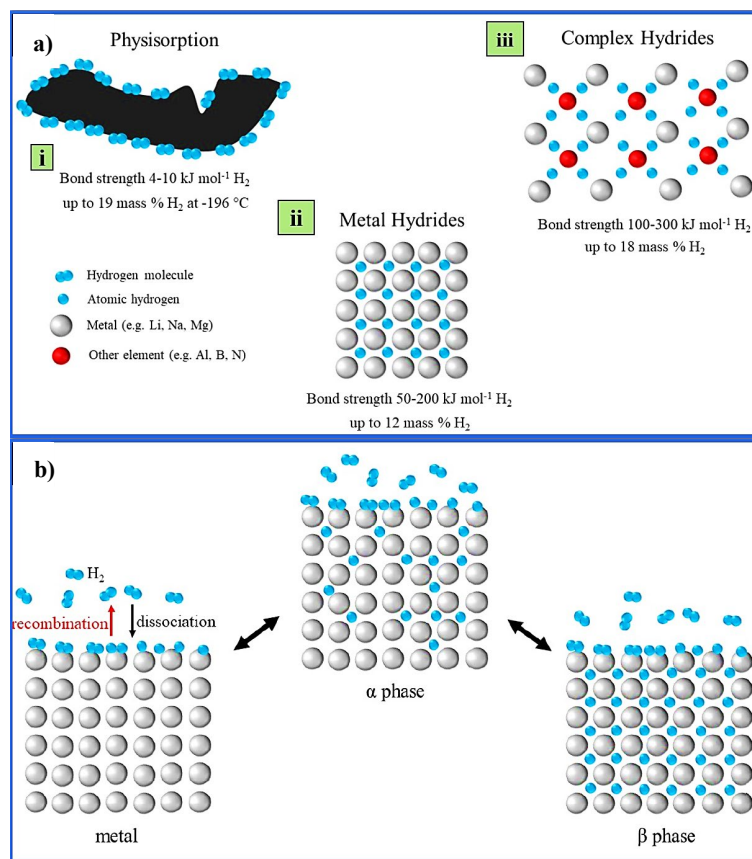 a)
Physisorption
i
Bond strength 4-10 kJ mol⁻¹ H₂
up to 19 mass % H₂ at -196 °C
iii
Complex Hydrides
Bond strength 100-300 kJ mol⁻¹ H₂
up to 18 mass % H₂
ii
Metal Hydrides
Bond strength 50-200 kJ mol⁻¹ H₂
up to 12 mass % H₂
Hydrogen molecule
Atomic hydrogen
Metal (e.g. Li, Na, Mg)
Other element (e.g. Al, B, N)
b)
H₂
recombination
dissociation
metal
α phase
β phase